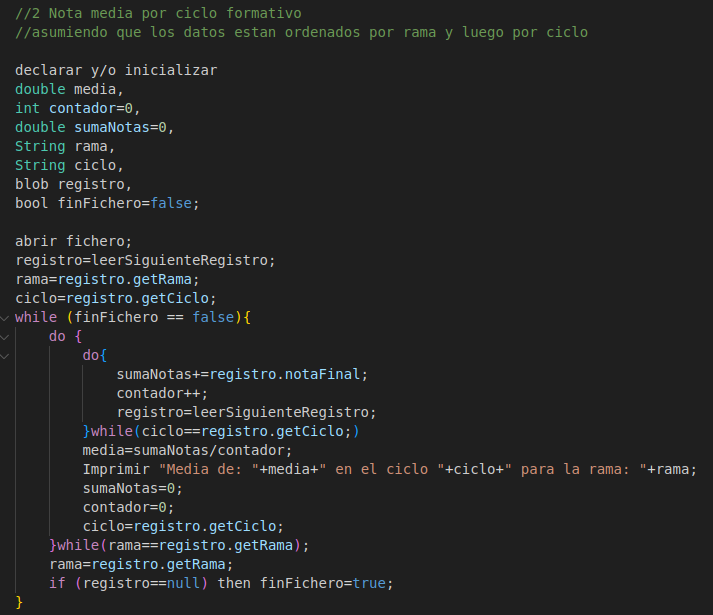 //2 Nota media por ciclo formativo
//asumiendo que los datos estan ordenados por rama y luego por ciclo
declarar y/o inicializar
double media,
int contador=0,
double sumaNotas=0,
String rama,
String ciclo,
blob registro,
bool finFichero=false;
abrir fichero;
registro=leerSiguienteRegistro;
rama=registro.getRama;
ciclo=registro.getCiclo;
while (finFichero == false){
do {
do{
sumaNotas+=registro.notaFinal;
contador++;
registro=leerSiguienteRegistro;
}while(ciclo==registro.getCiclo;)
media=sumaNotas/contador;
Imprimir "Media de: "+media+" en el ciclo "+ciclo+" para la rama: "+rama;
sumaNotas=0;
contador=0;
ciclo=registro.getCiclo;
}while(rama==registro.getRama);
rama=registro.getRama;
if (registro==null) then finFichero=true;
}